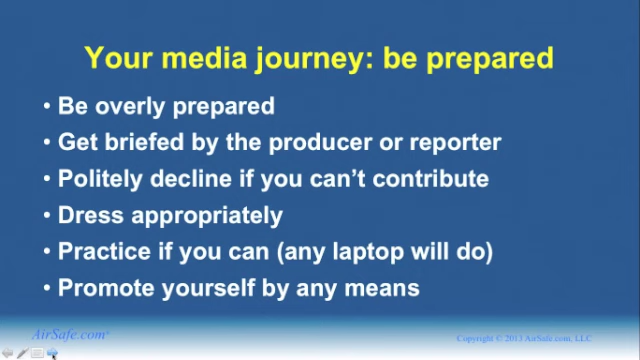 Your media journey: be prepared
• Be overly prepared
• Get briefed by the producer or reporter
• Politely decline if you can't contribute
• Dress appropriately
• Practice if you can (any laptop will do)
• Promote yourself by any means
AirSafe.com
Copyright © 2013 AirSafe.com, LLC